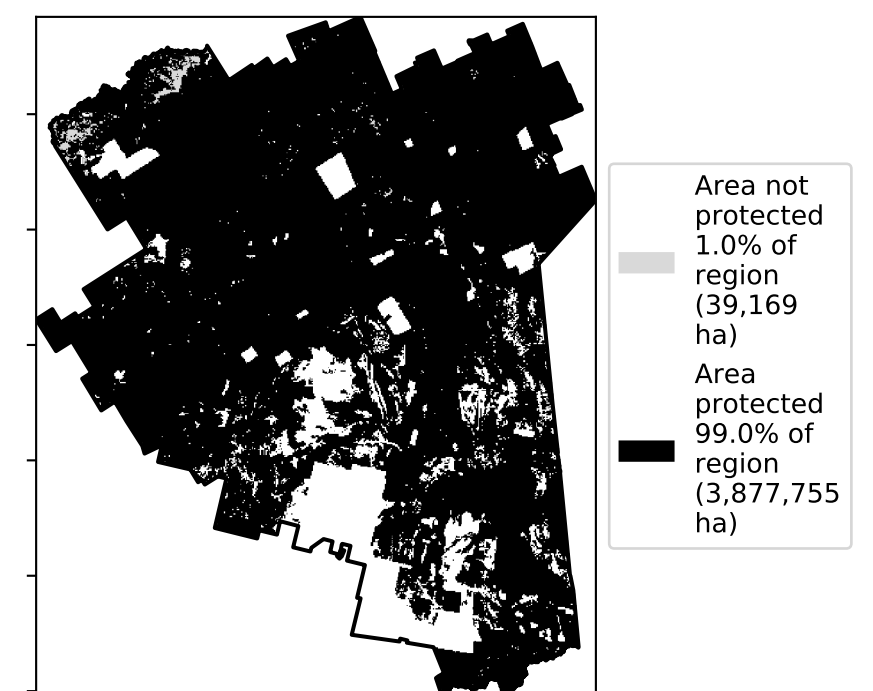 Area not
protected
1.0% of
region
(39,169
ha)
Area
protected
99.0% of
region
(3,877,755
ha)